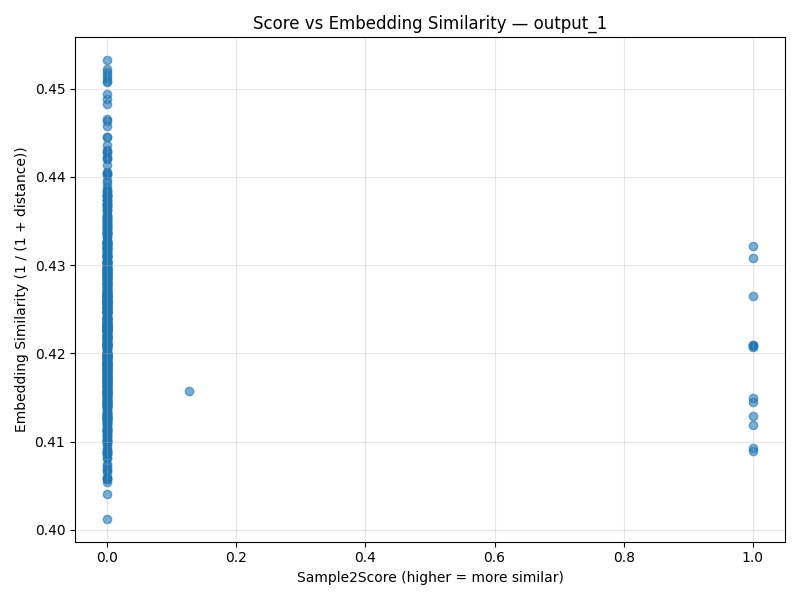 Score vs Embedding Similarity — output_1
Embedding Similarity (1 / (1 + distance))
0.45
0.44
0.43
0.42
0.41
0.40
0.0 0.2 0.4 0.6 0.8 1.0
Sample2Score (higher = more similar)